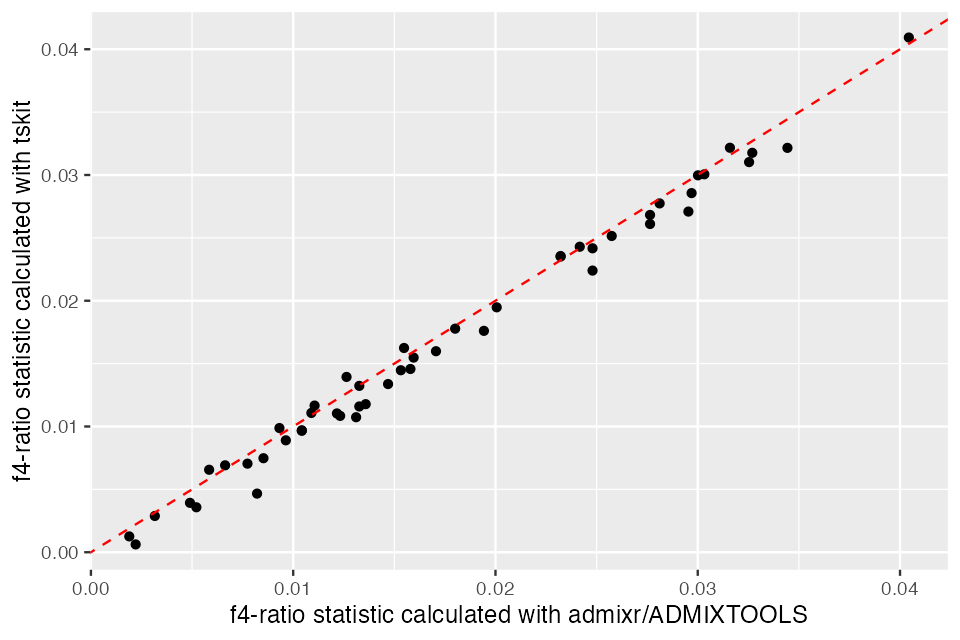 f4-ratio statistic calculated with tskit
0.04
0.03
0.02
0.01
0.00
0.00 0.01 0.02 0.03 0.04
f4-ratio statistic calculated with admixr/ADMIXTOOLS